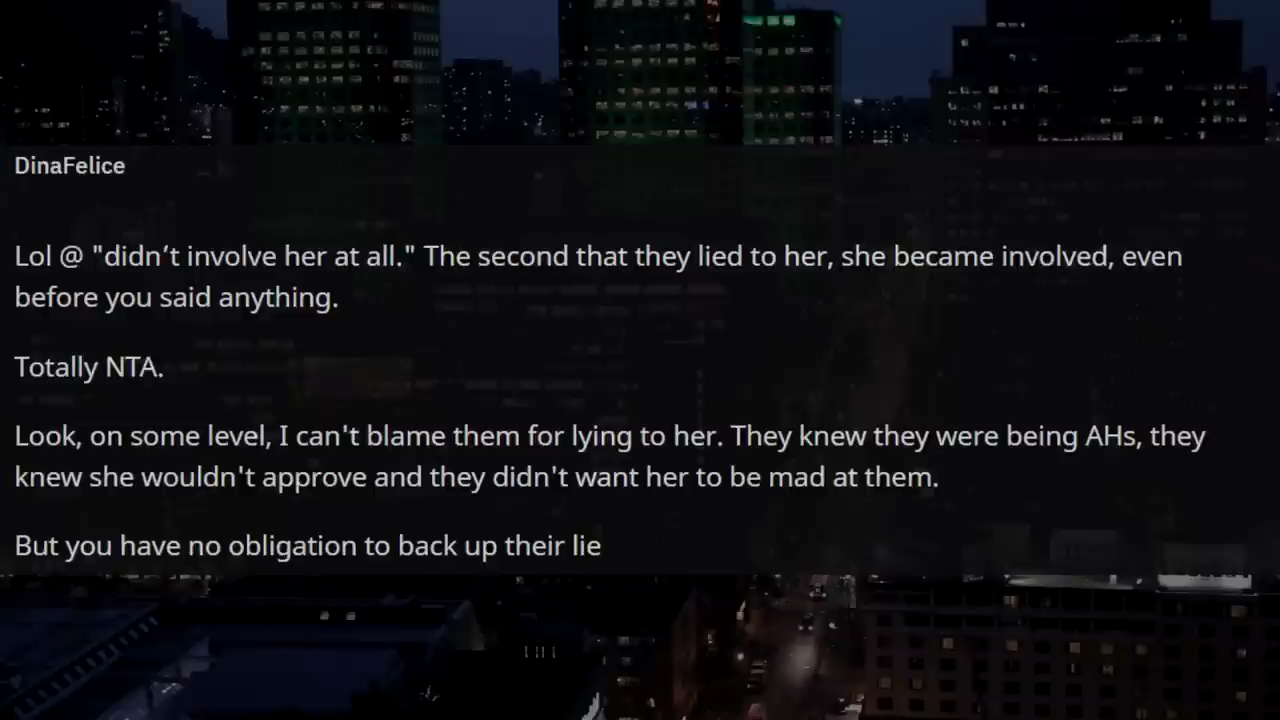 DinaFelice
Lol @ "didn’t involve her at all." The second that they lied to her, she became involved, even
before you said anything.
Totally NTA.
Look, on some level, I can't blame them for lying to her. They knew they were being AHs, they
knew she wouldn't approve and they didn't want her to be mad at them.
But you have no obligation to back up their lie